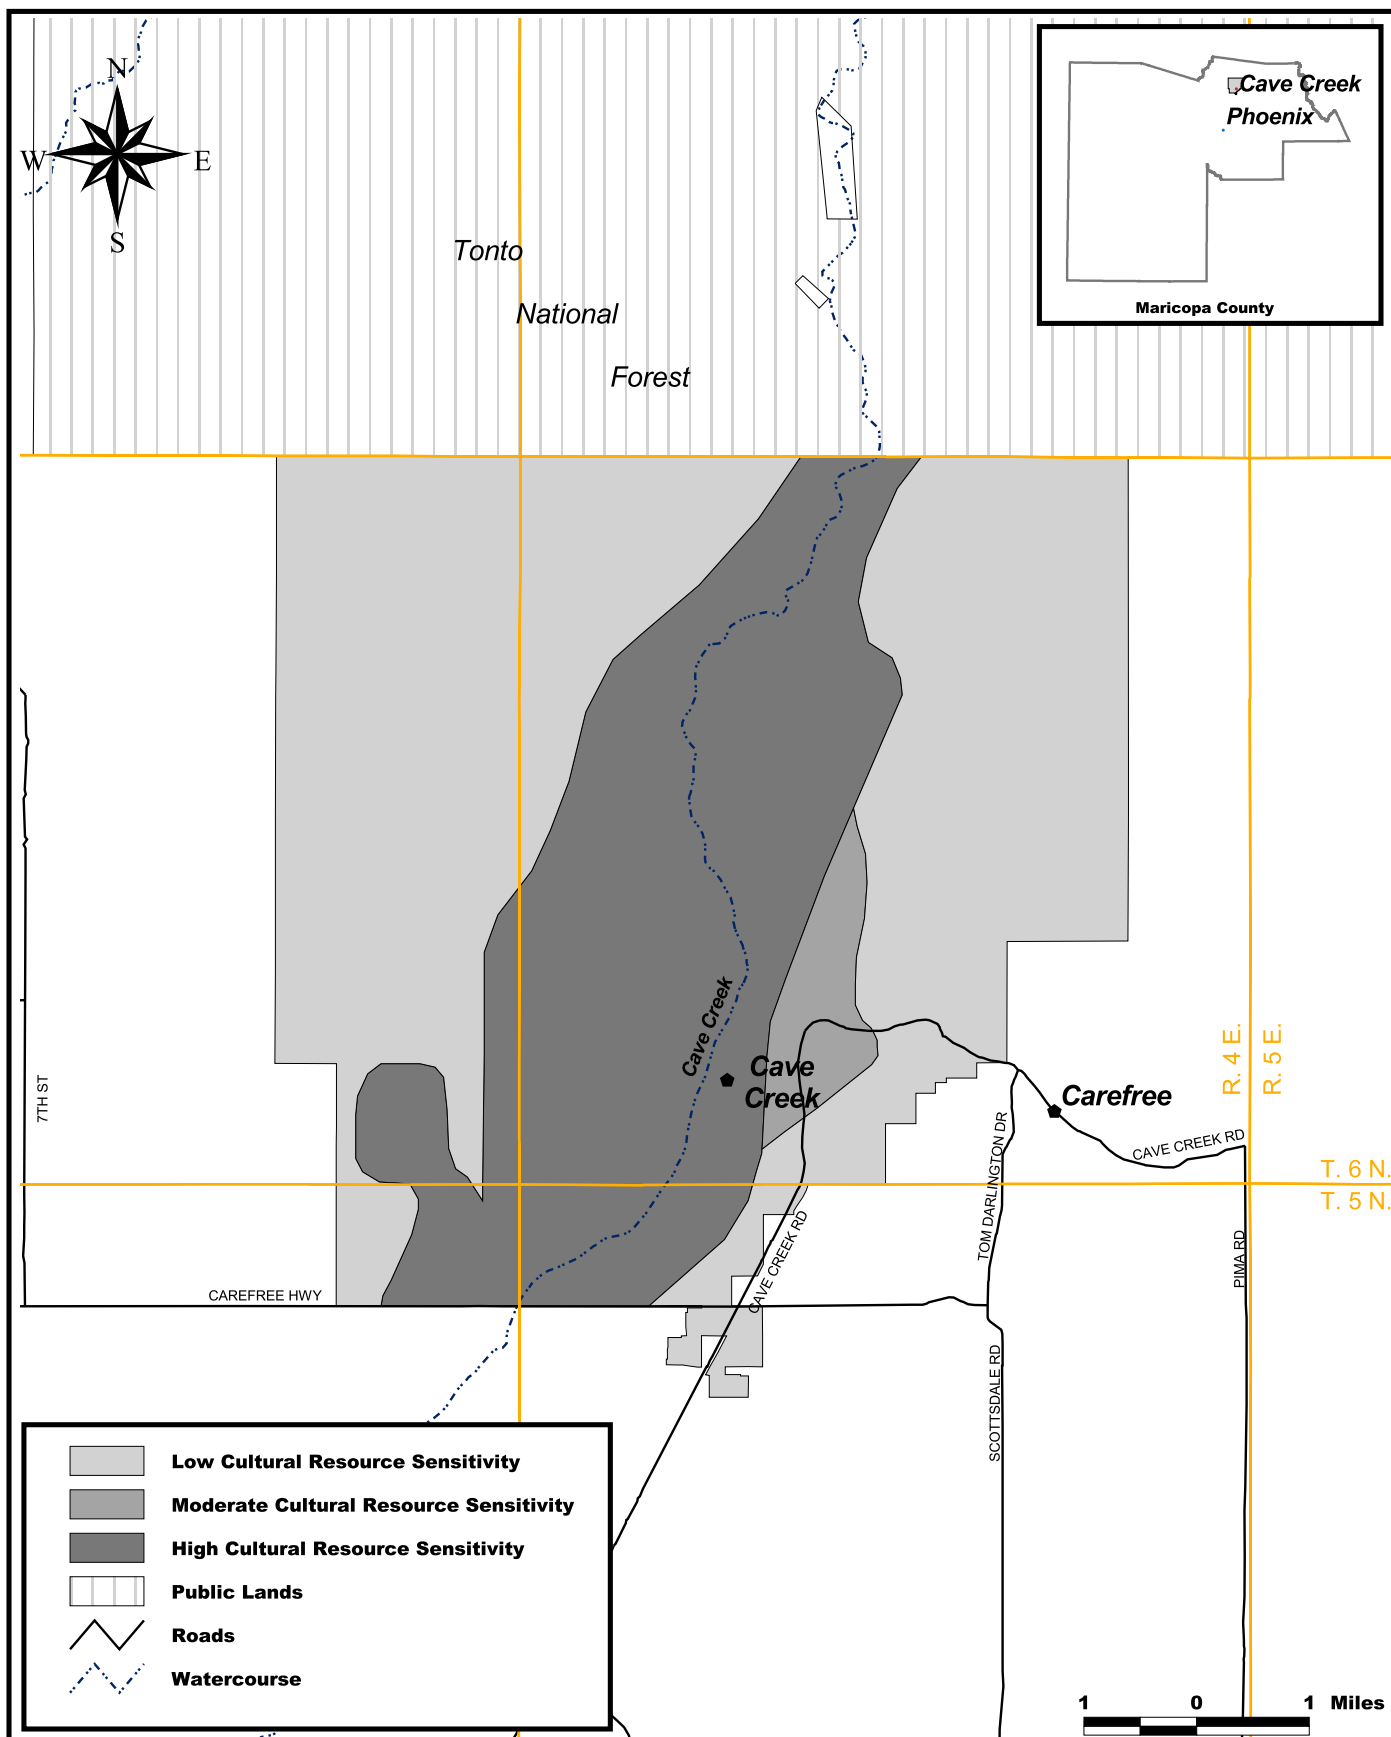 N
W
E
S
Cave Creek
Phoenix
Maricopa County
Tonto
National
Forest
Cave Creek
Cave
Creek
Carefree
R. 4 E.
R. 5 E.
7TH ST
TOM DARLINGTON DR
CAVE CREEK RD
T. 6 N.
T. 5 N.
CAVE CREEK RD
PIMA RD
CAREFREE HWY
SCOTTSDALE RD
Low Cultural Resource Sensitivity
Moderate Cultural Resource Sensitivity
High Cultural Resource Sensitivity
Public Lands
Roads
Watercourse
1 0 1 Miles